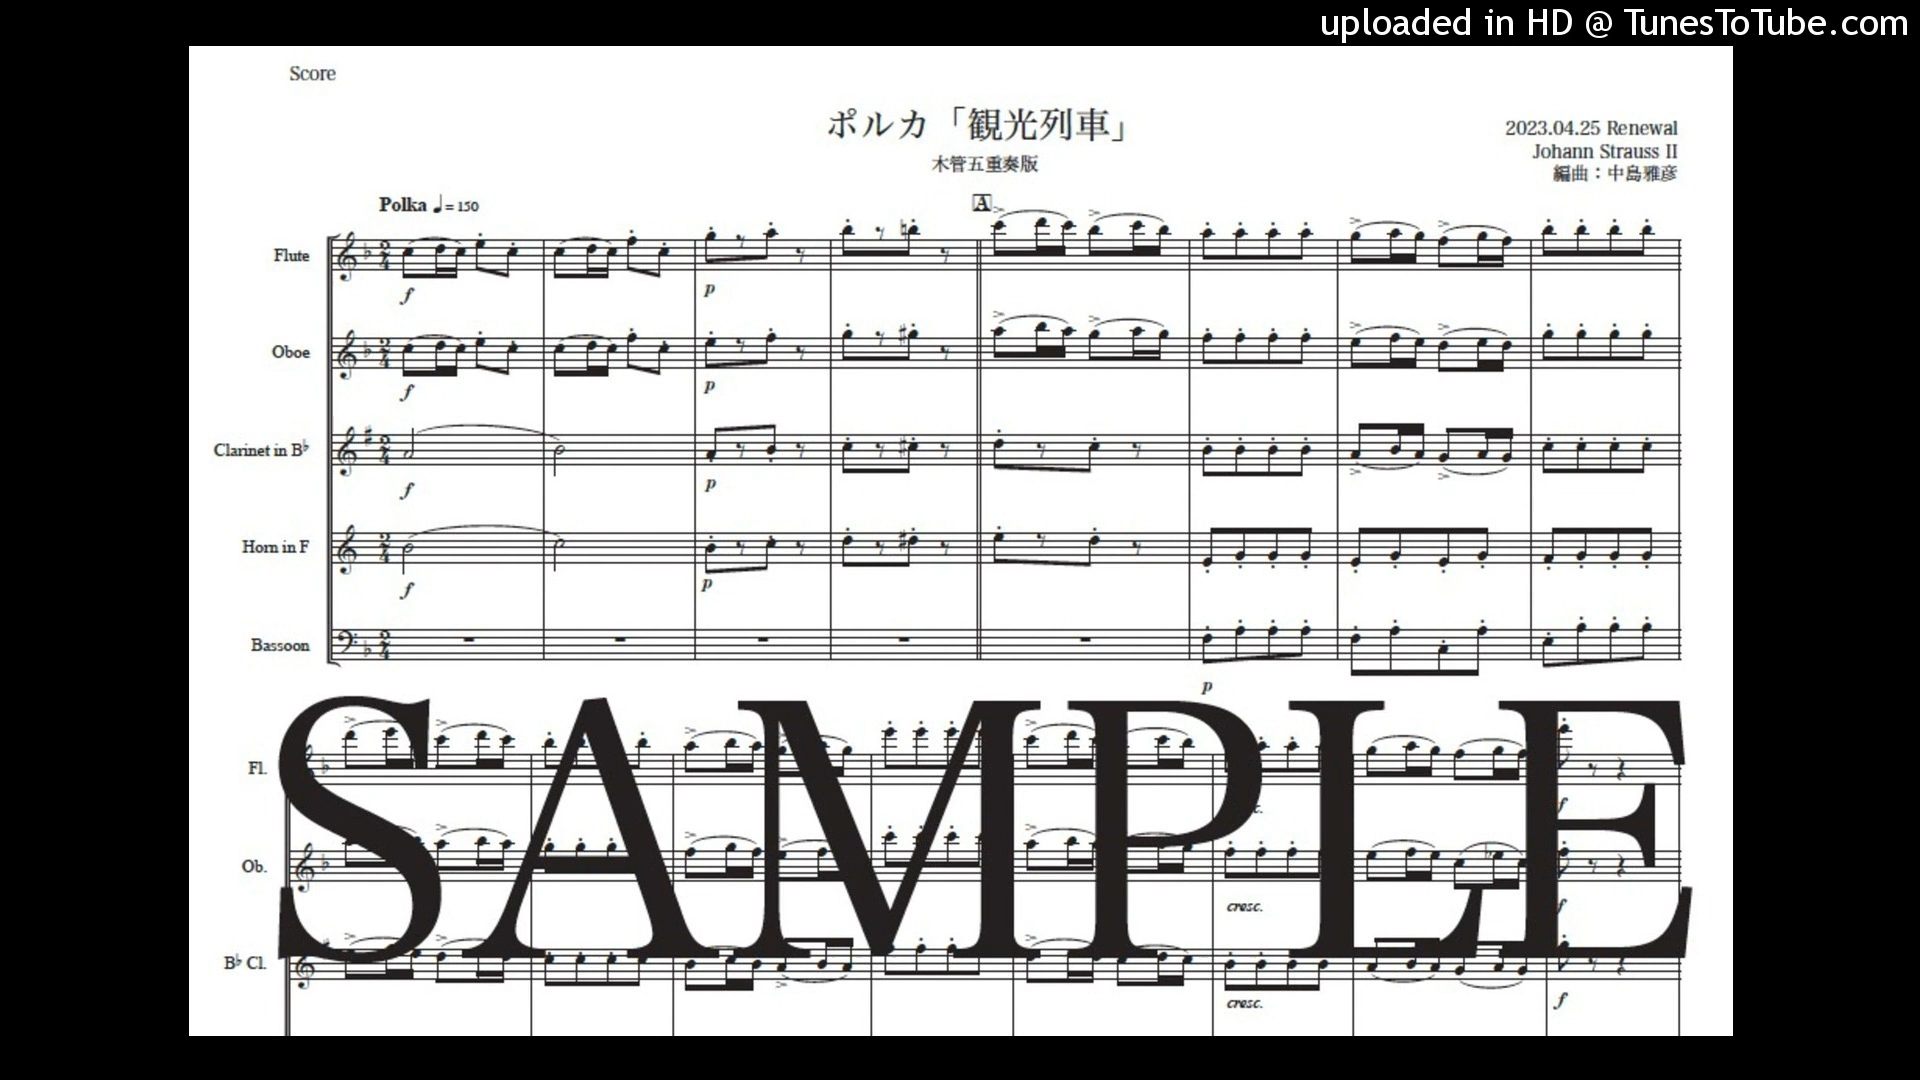 uploaded in HD @ TunesToTube.com
Score
ポルカ「観光列車」
木管五重奏版
2023.04.25 Renewal
Johann Strauss II
編曲：中島雅彦
Polka ♩= 150
A
Flute
f
p
Oboe
f
p
Clarinet in B♭
f
p
Horn in F
f
p
Bassoon
p
SAMPLE
Fl.
f
Ob.
cresc.
f
B♭ Cl.
cresc.
f